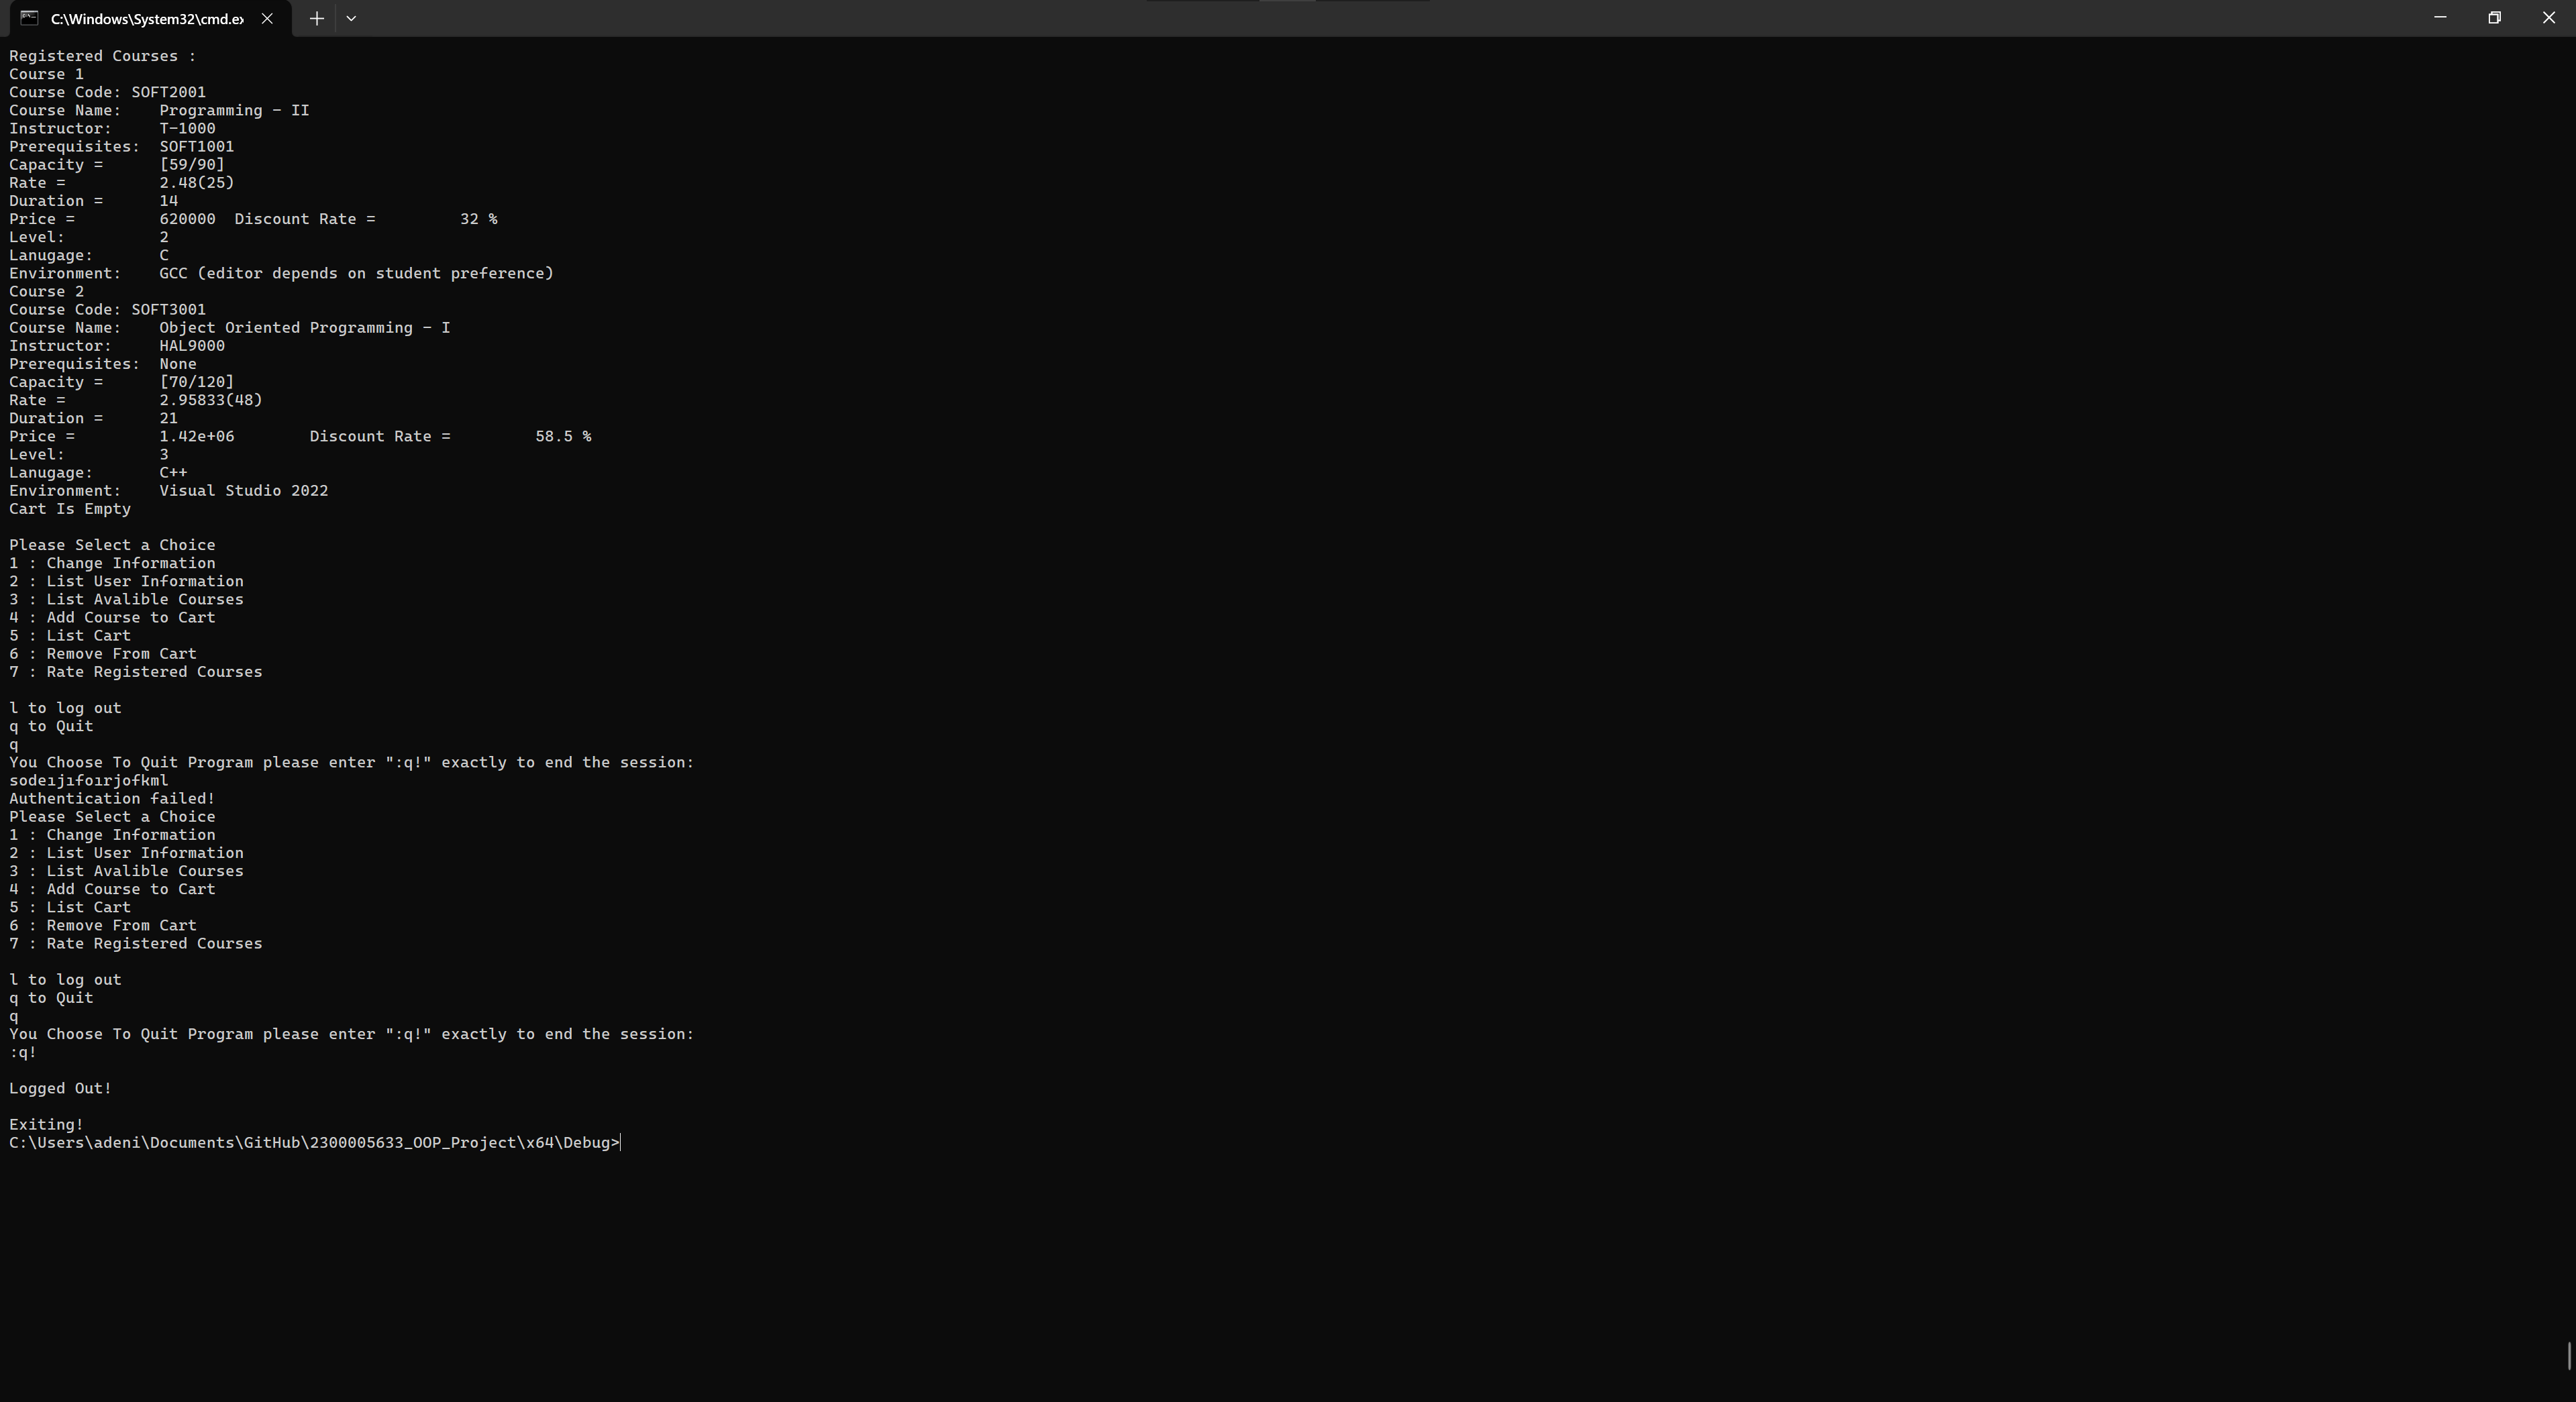 C:\Windows\System32\cmd.ex
Registered Courses :
Course 1
Course Code: SOFT2001
Course Name:    Programming - II
Instructor:     T-1000
Prerequisites:  SOFT1001
Capacity =      [59/90]
Rate =          2.48(25)
Duration =      14
Price =         620000  Discount Rate =         32 %
Level:          2
Lanugage:       C
Environment:    GCC (editor depends on student preference)
Course 2
Course Code: SOFT3001
Course Name:    Object Oriented Programming - I
Instructor:     HAL9000
Prerequisites:  None
Capacity =      [70/120]
Rate =          2.95833(48)
Duration =      21
Price =         1.42e+06        Discount Rate =         58.5 %
Level:          3
Lanugage:       C++
Environment:    Visual Studio 2022
Cart Is Empty

Please Select a Choice
1 : Change Information
2 : List User Information
3 : List Avalible Courses
4 : Add Course to Cart
5 : List Cart
6 : Remove From Cart
7 : Rate Registered Courses

l to log out
q to Quit
q
You Choose To Quit Program please enter ":q!" exactly to end the session:
sodeıjıfoırjofkml
Authentication failed!
Please Select a Choice
1 : Change Information
2 : List User Information
3 : List Avalible Courses
4 : Add Course to Cart
5 : List Cart
6 : Remove From Cart
7 : Rate Registered Courses

l to log out
q to Quit
q
You Choose To Quit Program please enter ":q!" exactly to end the session:
:q!

Logged Out!

Exiting!
C:\Users\adeni\Documents\GitHub\2300005633_OOP_Project\x64\Debug>